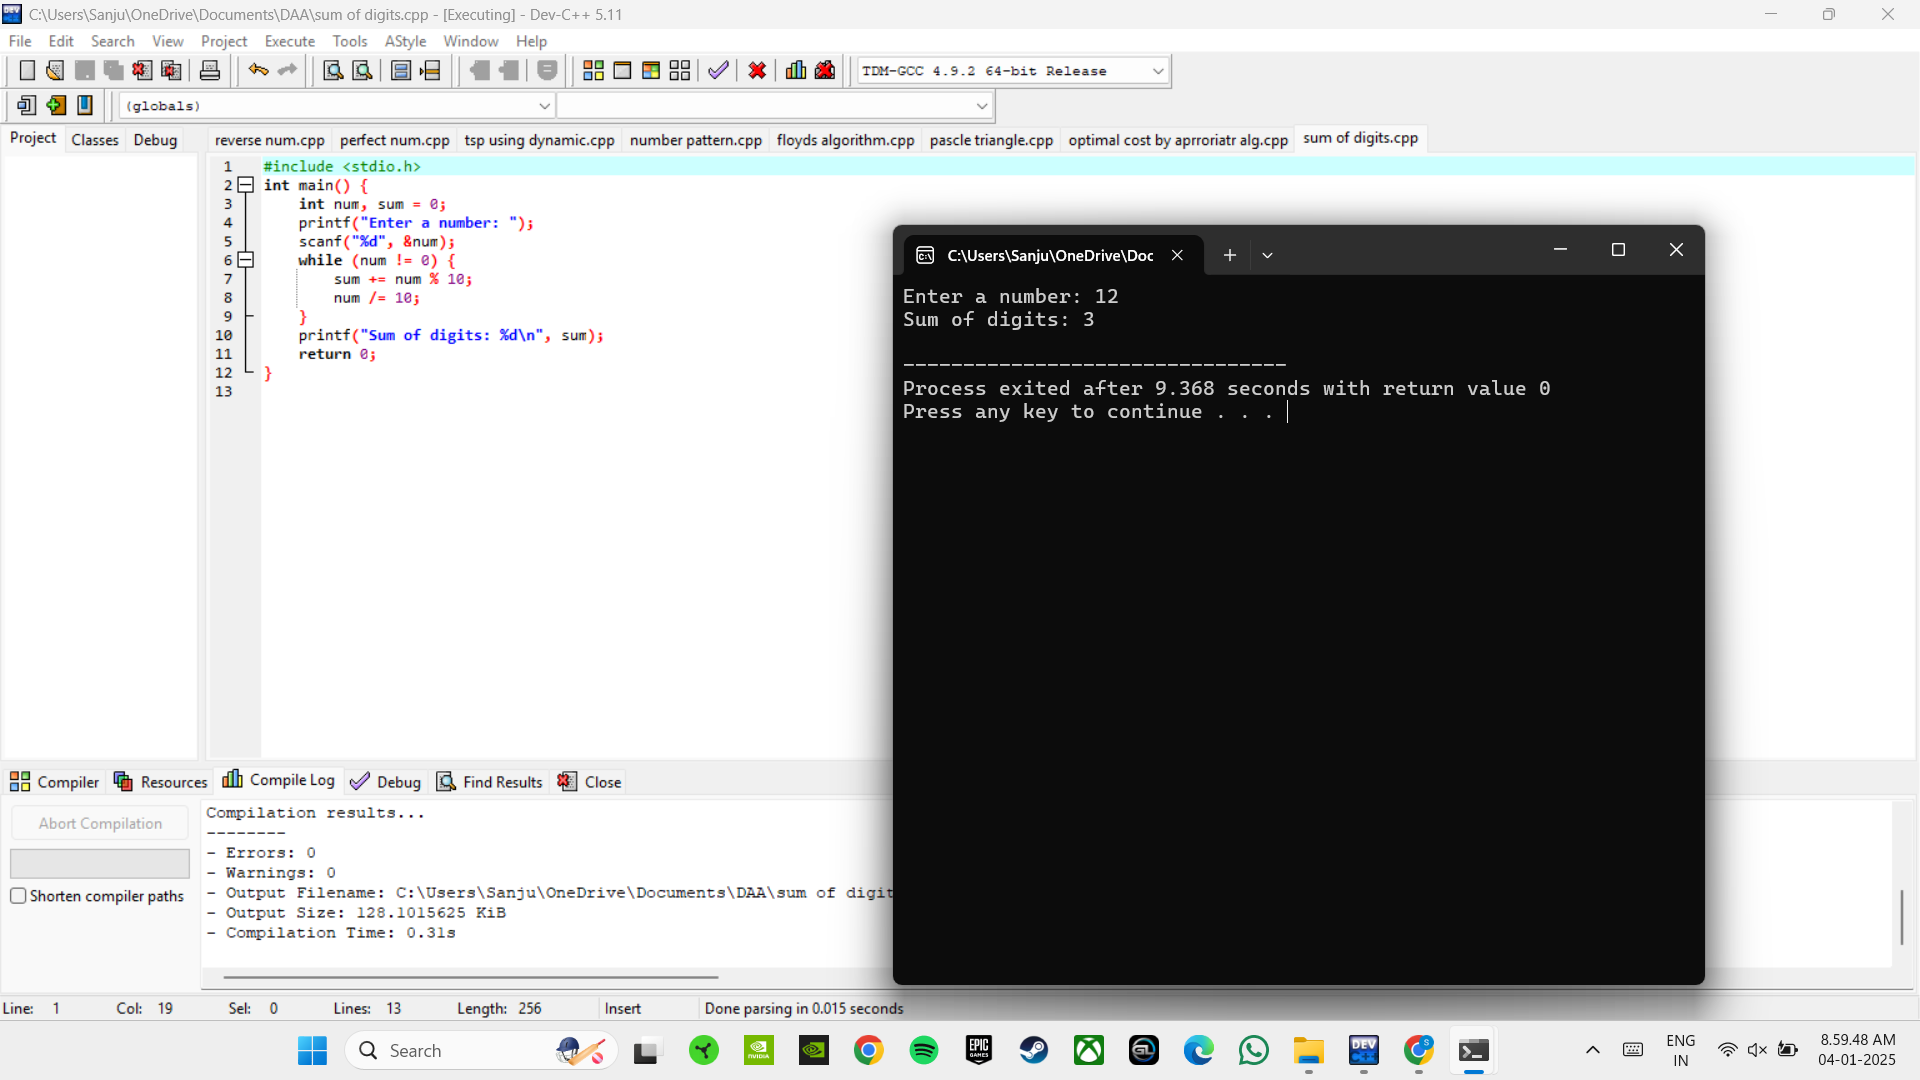 C:\Users\Sanju\OneDrive\Documents\DAA\sum of digits.cpp - [Executing] - Dev-C++ 5.11
File Edit Search View Project Execute Tools AStyle Window Help
TDM-GCC 4.9.2 64-bit Release
(globals)
Project Classes Debug
reverse num.cpp perfect num.cpp tsp using dynamic.cpp number pattern.cpp floyds algorithm.cpp pascle triangle.cpp optimal cost by aprroriatr alg.cpp sum of digits.cpp
1 #include <stdio.h>
2 int main() {
3 int num, sum = 0;
4 printf("Enter a number: ");
5 scanf("%d", &num);
6 while (num != 0) {
7 sum += num % 10;
8 num /= 10;
9 }
10 printf("Sum of digits: %d\n", sum);
11 return 0;
12 }
13
C:\Users\Sanju\OneDrive\Doc
Enter a number: 12
Sum of digits: 3
--------------------------------
Process exited after 9.368 seconds with return value 0
Press any key to continue . . .
Compiler Resources Compile Log Debug Find Results Close
Abort Compilation
Shorten compiler paths
Compilation results...
--------
- Errors: 0
- Warnings: 0
- Output Filename: C:\Users\Sanju\OneDrive\Documents\DAA\sum of digit
- Output Size: 128.1015625 KiB
- Compilation Time: 0.31s
Line: 1 Col: 19 Sel: 0 Lines: 13 Length: 256 Insert Done parsing in 0.015 seconds
Search
NVIDIA
EPIC GAMES
DEV
S
ENG
IN
8.59.48 AM
04-01-2025